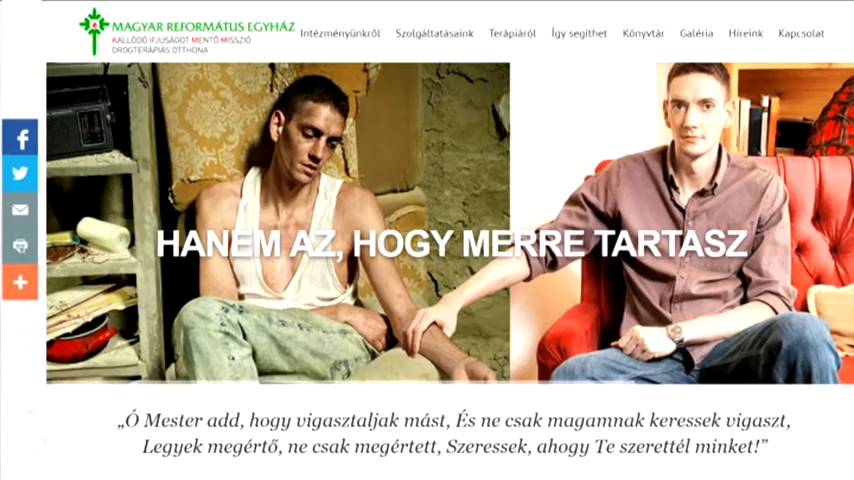 MAGYAR REFORMÁTUS EGYHÁZ
KALLÓDÓ IFJUSÁGOT MENTŐ MISSZIÓ
DROGTERÁPIÁS OTTHONA
Intézményünkről Szolgáltatásaink Terápiáról Így segíthet Könyvtár Galéria Híreink Kapcsolat
HANEM AZ, HOGY MERRE TARTASZ
„Ó Mester add, hogy vigasztaljak mást, És ne csak magamnak keressek vigaszt,
Legyek megértő, ne csak megértett, Szeressek, ahogy Te szerettél minket!”